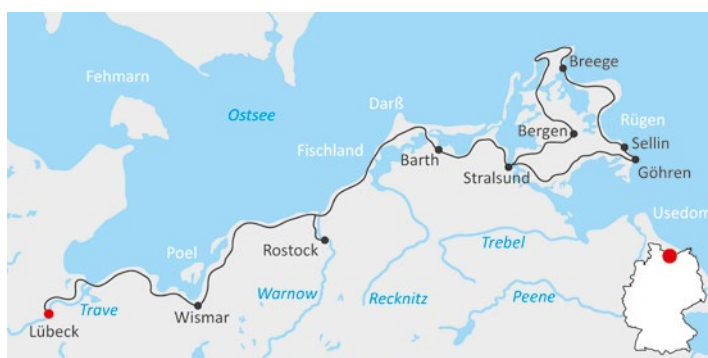 Breege
Fehmarn
Darß
Ostsee
Rügen
Bergen
Sellin
Fischland
Barth
Göhren
Stralsund
Usedom
Poel
Rostock
Trebel
Warnow
Recknitz
Peene
Trave
Wismar
Lübeck